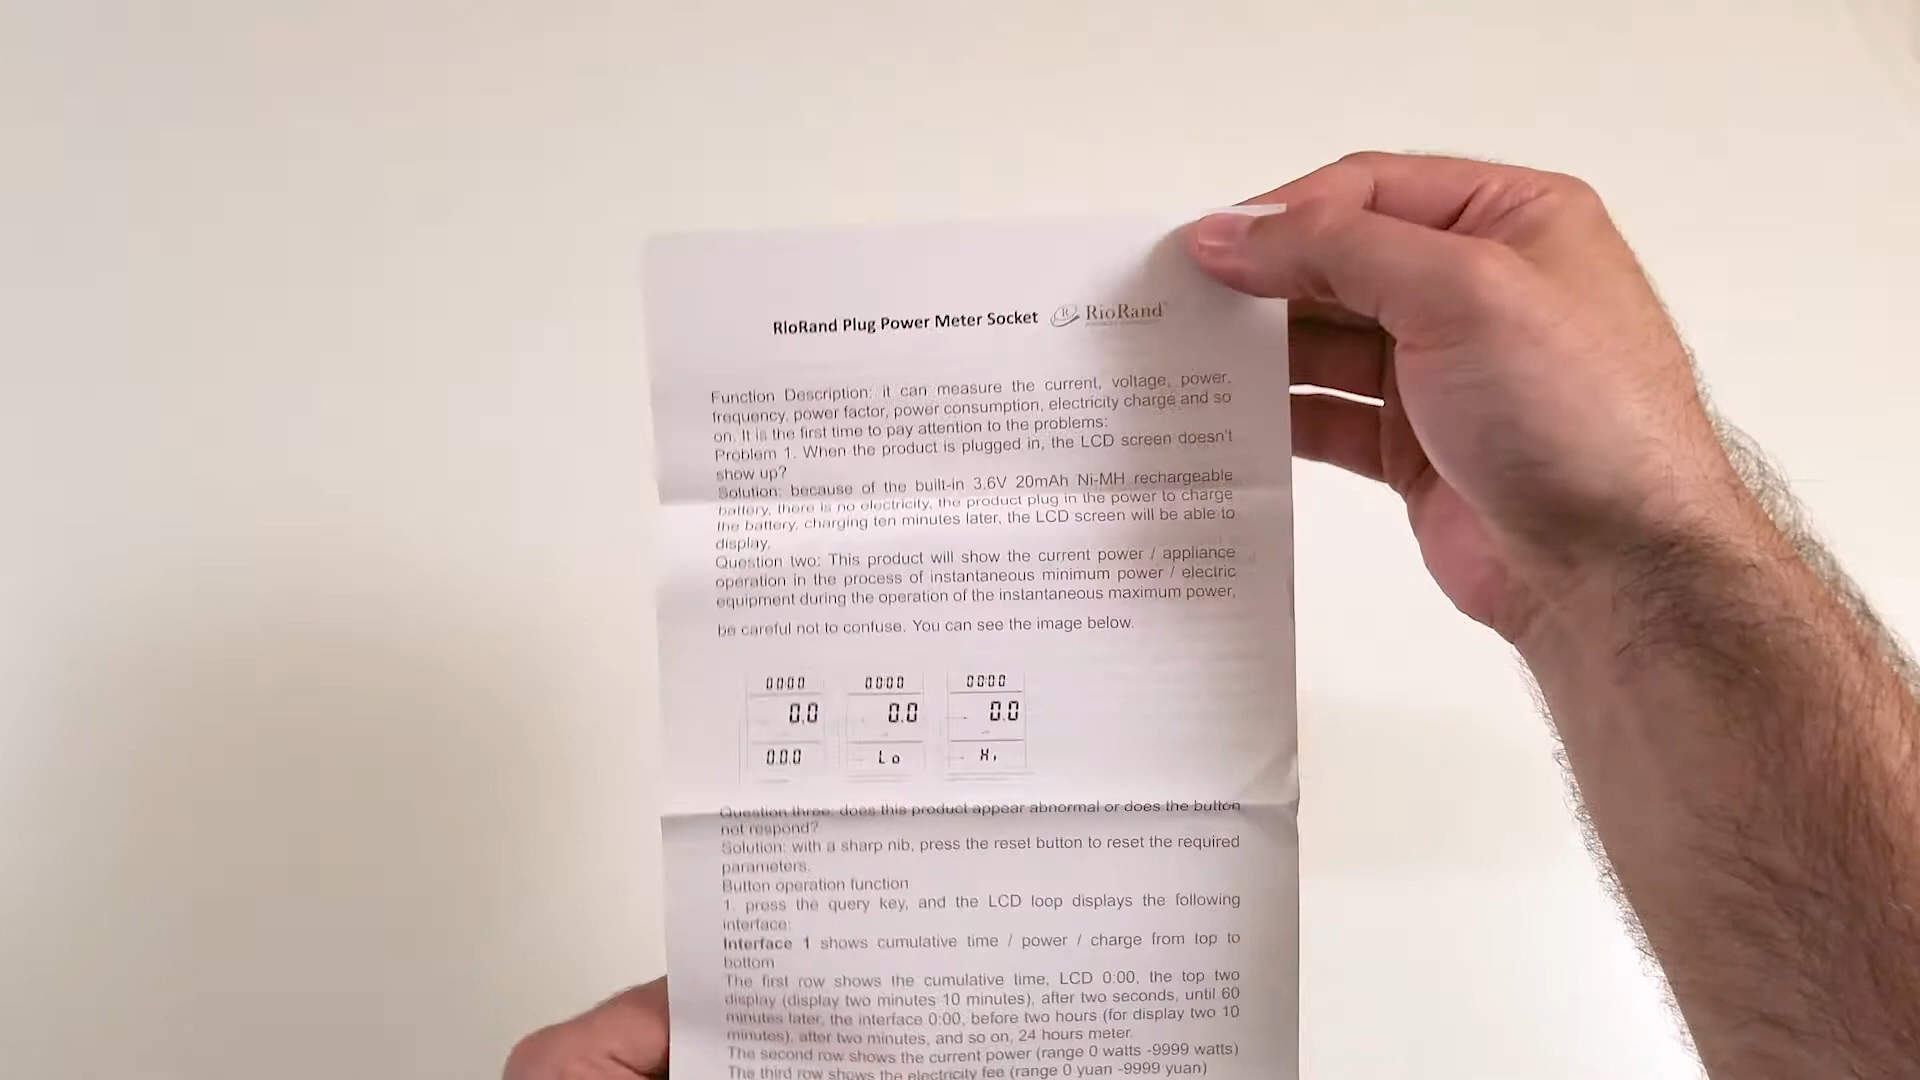 RIoRand Plug Power Meter Socket RioRand
Function Description: it can measure the current, voltage, power,
frequency, power factor, power consumption, electricity charge and so
on. It is the first time to pay attention to the problems:
Problem 1. When the product is plugged in, the LCD screen doesn't
show up?
Solution: because of the built-in 3.6V 20mAh Ni-MH rechargeable
battery, there is no electricity, the product plug in the power to charge
the battery, charging ten minutes later, the LCD screen will be able to
display.
Question two: This product will show the current power / appliance
operation in the process of instantaneous minimum power / electric
equipment during the operation of the instantaneous maximum power,
be careful not to confuse. You can see the image below.
00:00 00:00 00:00
0.0 0.0 0.0
0.0.0 Lo Hi
Question three: does this product appear abnormal or does the button
not respond?
Solution: with a sharp nib, press the reset button to reset the required
parameters.
Button operation function
1. press the query key, and the LCD loop displays the following
interface:
Interface 1 shows cumulative time / power / charge from top to
bottom
The first row shows the cumulative time, LCD 0:00, the top two
display (display two minutes 10 minutes), after two seconds, until 60
minutes later, the interface 0:00, before two hours (for display two 10
minutes), after two minutes, and so on, 24 hours meter.
The second row shows the current power (range 0 watts -9999 watts)
The third row shows the electricity fee (range 0 yuan -9999 yuan)